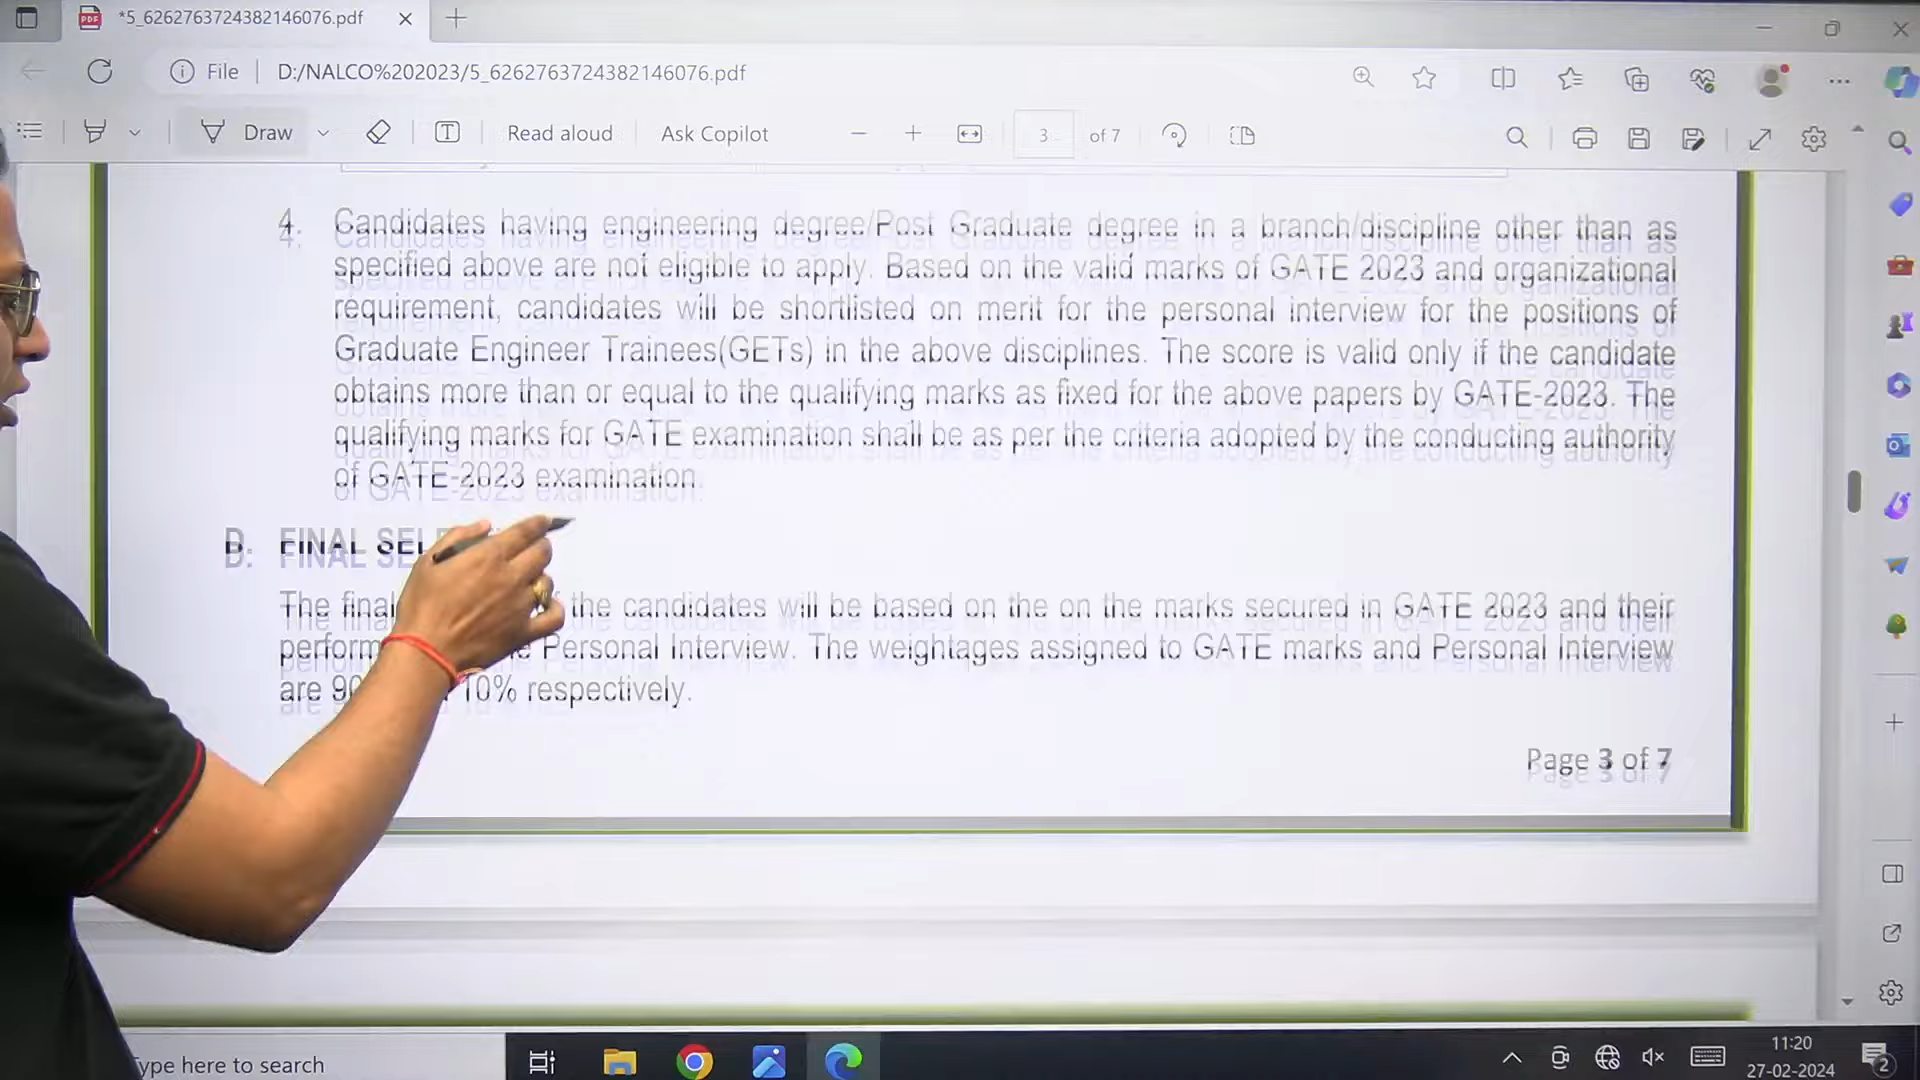 *5_6262763724382146076.pdf
File D:/NALCO%202023/5_6262763724382146076.pdf
Draw Read aloud Ask Copilot 3 of 7
4. Candidates having engineering degree/Post Graduate degree in a branch/discipline other than as
specified above are not eligible to apply. Based on the valid marks of GATE 2023 and organizational
requirement, candidates will be shortlisted on merit for the personal interview for the positions of
Graduate Engineer Trainees(GETs) in the above disciplines. The score is valid only if the candidate
obtains more than or equal to the qualifying marks as fixed for the above papers by GATE-2023. The
qualifying marks for GATE examination shall be as per the criteria adopted by the conducting authority
of GATE-2023 examination.
D. FINAL SEL
The final the candidates will be based on the on the marks secured in GATE 2023 and their
perform Personal Interview. The weightages assigned to GATE marks and Personal Interview
are 90 10% respectively.
Page 3 of 7
Type here to search
11:20
27-02-2024
2